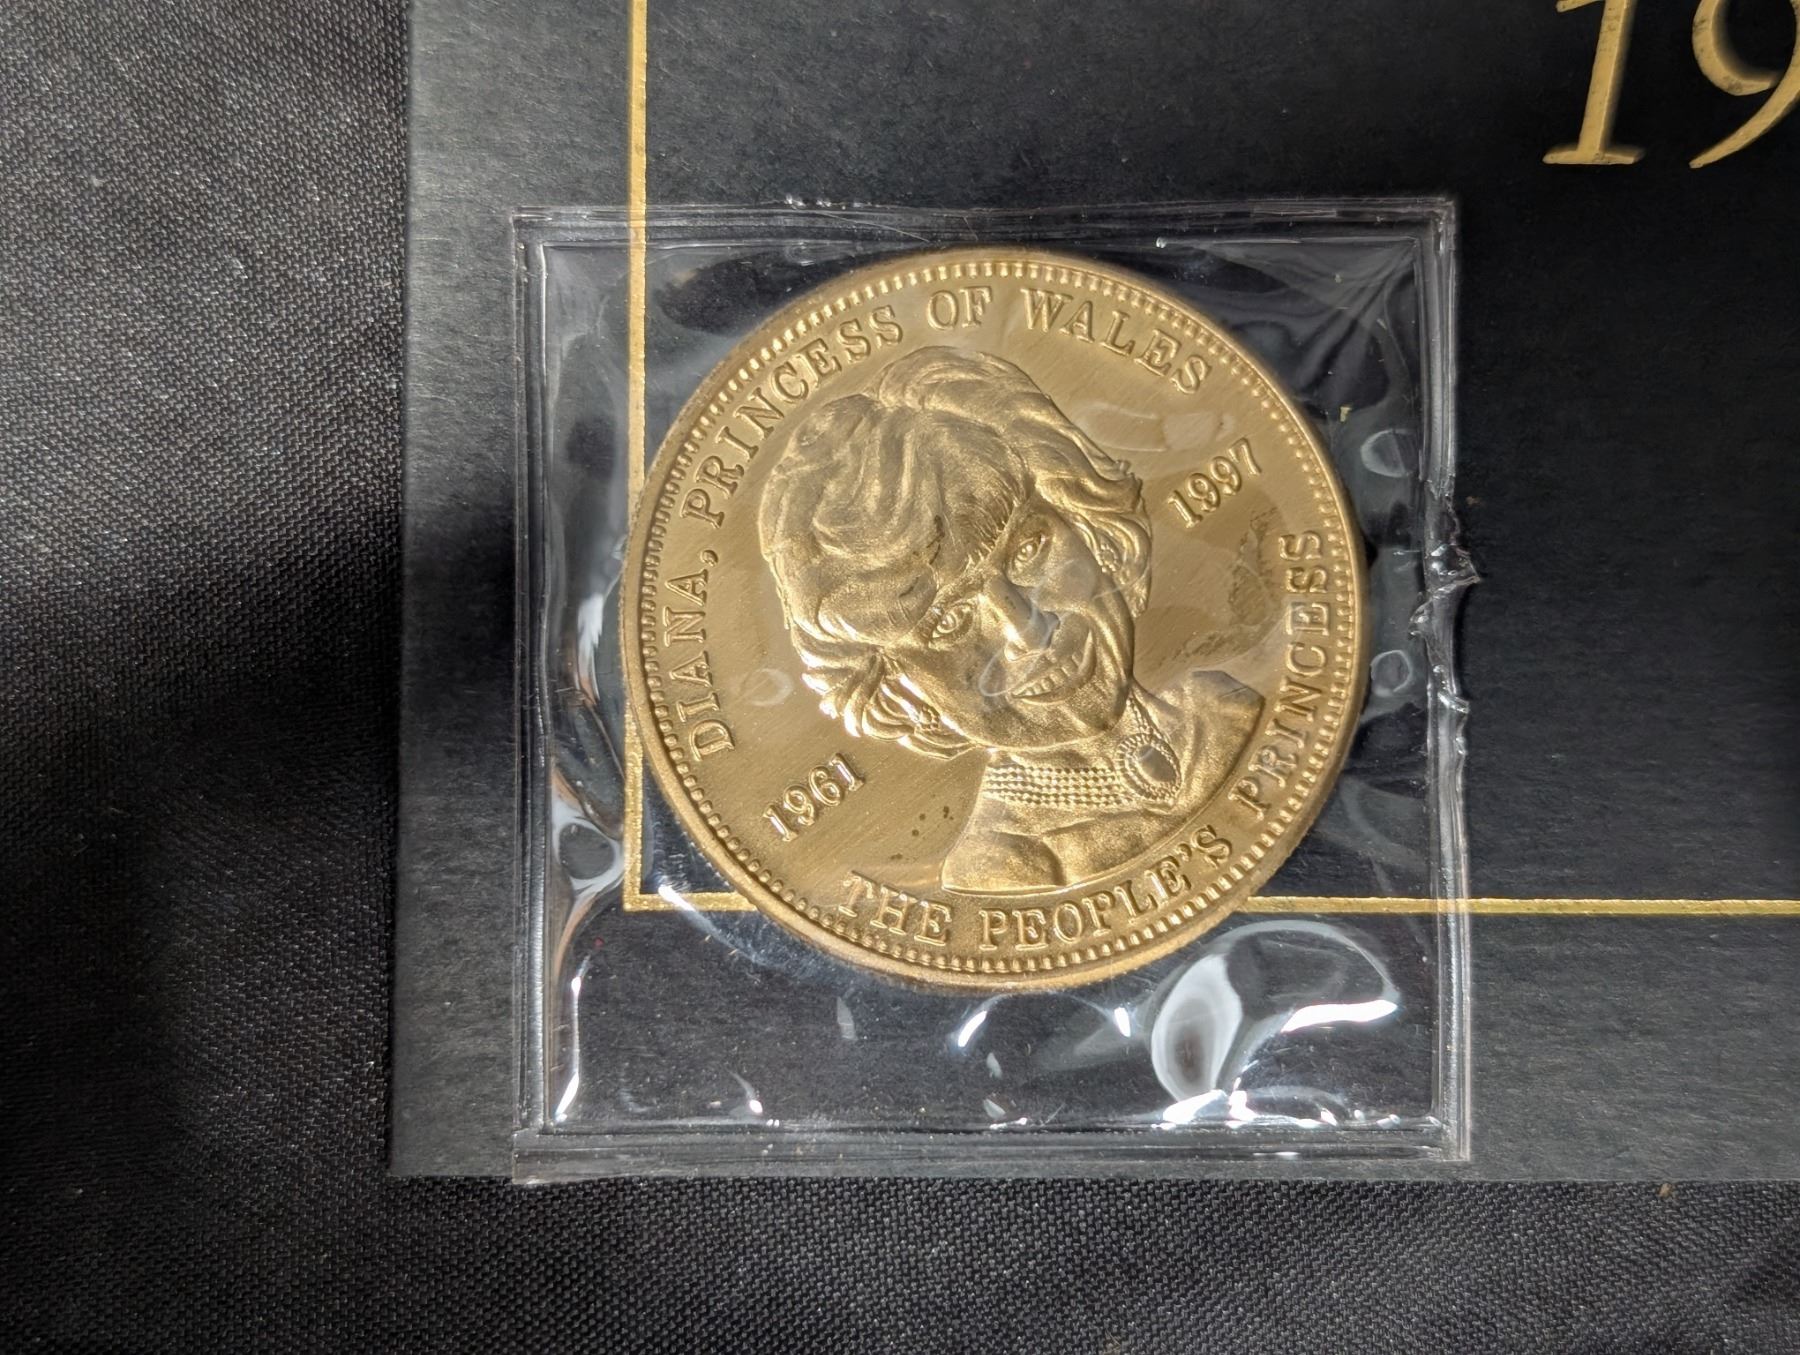 19
DIANA, PRINCESS OF WALES
1997
1961
THE PEOPLE'S PRINCESS